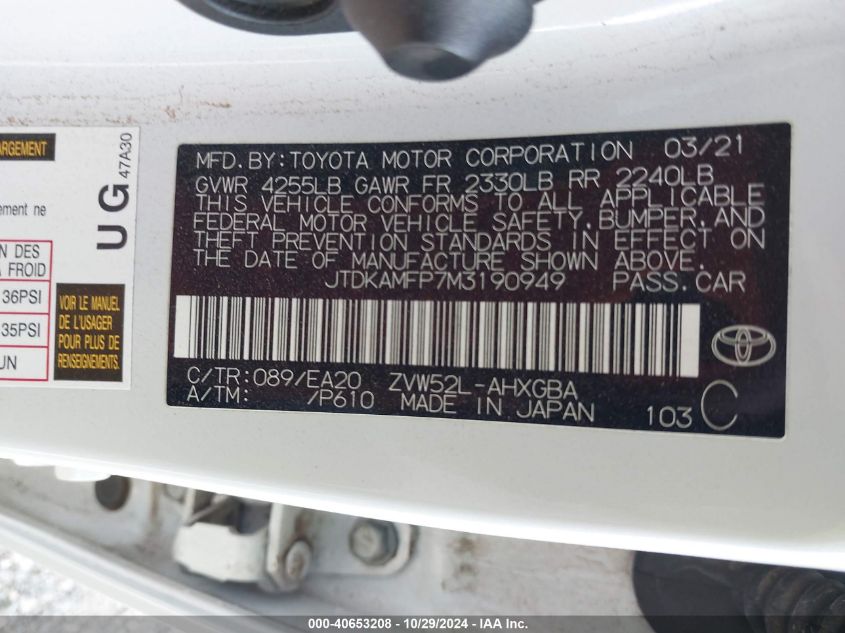 ARGEMENT
ement ne
N DES
A FROID
36PSI
35PSI
UN
VOIR LE MANUEL
DE L'USAGER
POUR PLUS DE
RENSEIGNEMENTS.
UG 47A30
MFD. BY: TOYOTA MOTOR CORPORATION 03/21
GVWR 4255LB GAWR FR 2330LB RR 2240LB
THIS VEHICLE CONFORMS TO ALL APPLICABLE
FEDERAL MOTOR VEHICLE SAFETY, BUMPER, AND
THEFT PREVENTION STANDARDS IN EFFECT ON
THE DATE OF MANUFACTURE SHOWN ABOVE.
JTDKAMFP7M3190949 PASS. CAR
C/TR: 089/EA20 ZVW52L-AHXGBA
A/TM: /P610 MADE IN JAPAN 103 C
000-40653208 - 10/29/2024 - IAA Inc.